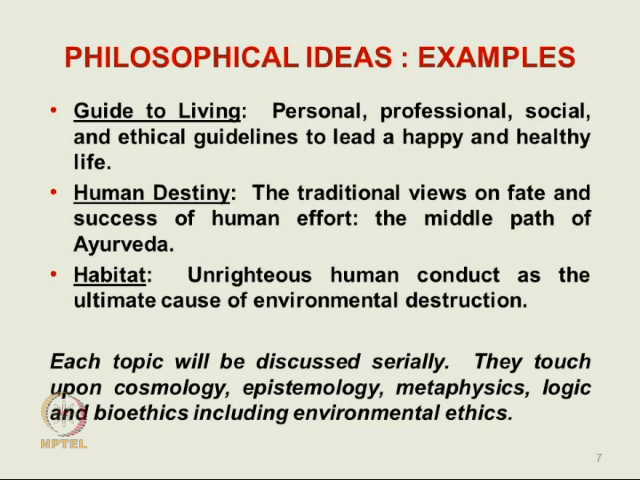 PHILOSOPHICAL IDEAS : EXAMPLES
• Guide to Living: Personal, professional, social,
and ethical guidelines to lead a happy and healthy
life.
• Human Destiny: The traditional views on fate and
success of human effort: the middle path of
Ayurveda.
• Habitat: Unrighteous human conduct as the
ultimate cause of environmental destruction.
Each topic will be discussed serially. They touch
upon cosmology, epistemology, metaphysics, logic
and bioethics including environmental ethics.
NPTEL
7